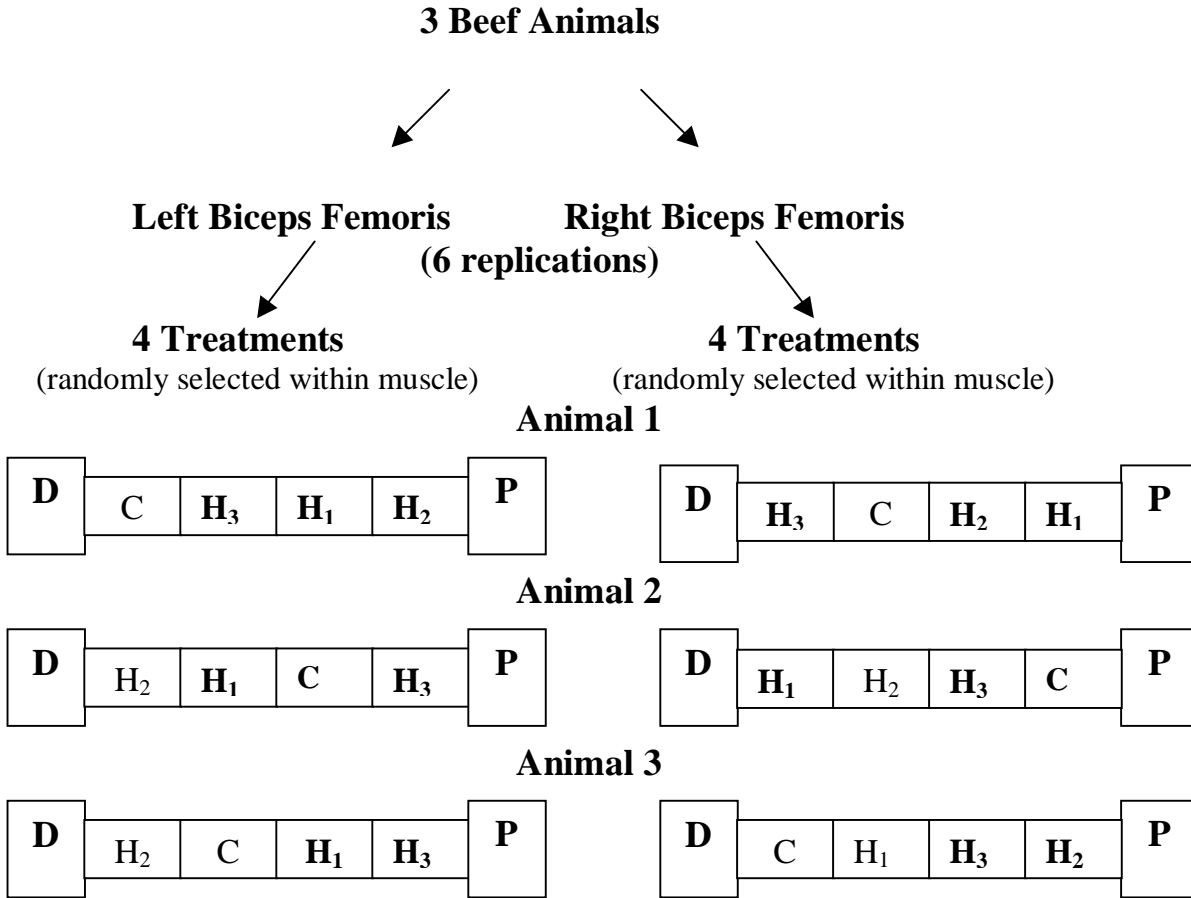 3 Beef Animals
Left Biceps Femoris Right Biceps Femoris
(6 replications)
4 Treatments 4 Treatments
(randomly selected within muscle) (randomly selected within muscle)
Animal 1
D C H₃ H₁ H₂ P D H₃ C H₂ H₁ P
Animal 2
D H₂ H₁ C H₃ P D H₁ H₂ H₃ C P
Animal 3
D H₂ C H₁ H₃ P D C H₁ H₃ H₂ P